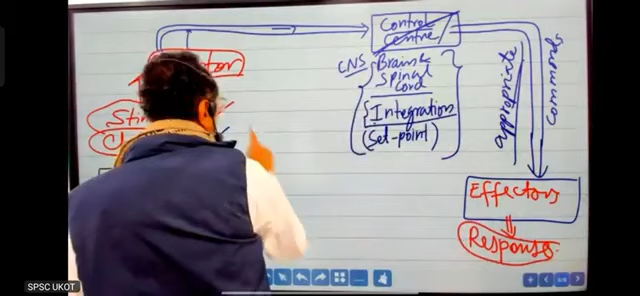 Control
Centre
CNS
Brain &
Spinal
Cord
Integration
(Set-point)
appropriate
commands
Effectors
Response
SPSC UKOT